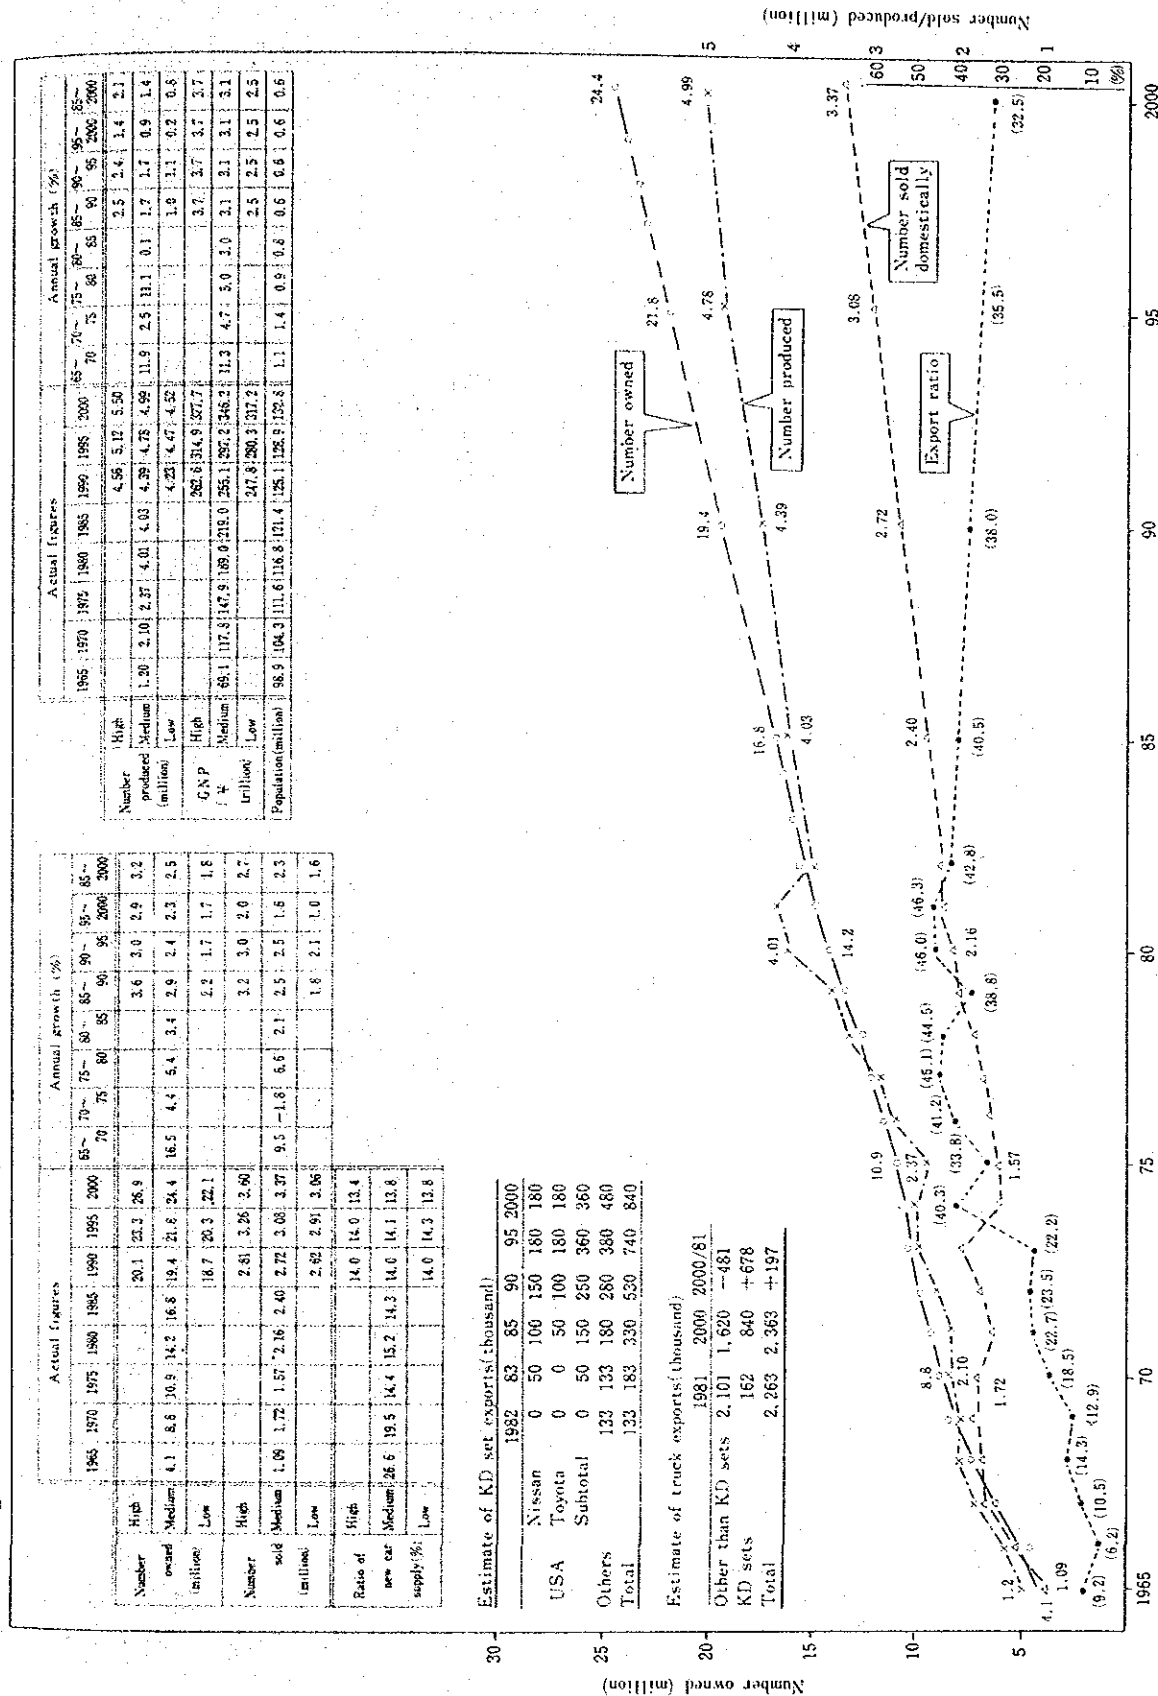 Actual figures Annual growth (%)
1965 1970 1975 1980 1985 1990 1995 2000 65~70 70~75 75~80 80~85 85~90 90~95 95~2000 85~2000
Number owned (million)
High 20.1 23.3 26.9 3.6 3.0 2.9 3.2
Medium 4.1 8.8 10.9 14.2 16.8 19.4 21.8 24.4 16.5 4.4 5.4 3.4 2.9 2.4 2.3 2.5
Low 18.7 20.3 22.1 2.2 1.7 1.7 1.8
Number sold (million)
High 2.81 3.26 3.60 3.2 3.0 2.0 2.7
Medium 1.09 1.72 1.57 2.16 2.40 2.72 3.08 3.37 9.5 -1.8 6.6 2.1 2.5 2.5 1.8 2.3
Low 2.62 2.91 3.06 1.8 2.1 1.0 1.6
Ratio of new car supply(%)
High 14.0 14.0 13.4
Medium 26.6 19.5 14.4 15.2 14.3 14.0 14.1 13.8
Low 14.0 14.3 13.8
Actual figures Annual growth (%)
1965 1970 1975 1980 1985 1990 1995 2000 65~70 70~75 75~80 80~85 85~90 90~95 95~2000 85~2000
Number produced (million)
High 4.56 5.12 5.50 2.5 2.4 1.4 2.1
Medium 1.20 2.10 2.37 4.01 4.03 4.39 4.78 4.99 11.9 2.5 11.1 0.1 1.7 1.7 0.9 1.4
Low 4.23 4.47 4.52 1.0 1.1 0.2 0.8
GNP (¥ trillion)
High 262.6 314.9 377.7 3.7 3.7 3.7 3.7
Medium 69.1 117.8 147.9 189.0 219.0 255.1 297.2 346.2 11.3 4.7 5.0 3.0 3.1 3.1 3.1 3.1
Low 247.8 280.3 317.2 2.5 2.5 2.5 2.5
Population(million) 98.9 104.3 111.6 116.8 121.4 125.1 128.9 132.8 1.1 1.4 0.9 0.8 0.6 0.6 0.6 0.6
Estimate of KD set exports(thousand)
1982 83 85 90 95 2000
Nissan 0 50 100 150 180 180
USA Toyota 0 0 50 100 180 180
Subtotal 0 50 150 250 360 360
Others 133 133 180 280 380 480
Total 133 183 330 530 740 840
Estimate of truck exports(thousand)
1981 2000 2000/81
Other than KD sets 2,101 1,620 -481
KD sets 162 840 +678
Total 2,263 2,363 +197
Number owned (million)
30
25
20
15
10
5
Number sold/produced (million)
5
4
3
2
1
60
50
40
30
20
10
(%)
1965 70 75 80 85 90 95 2000
Number owned
4.1 8.8 10.9 14.2 16.8 19.4 21.8 24.4
Number produced
1.2 2.10 2.37 4.01 4.03 4.39 4.78 4.99
Number sold
domestically
1.09 1.72 1.57 2.16 2.40 2.72 3.08 3.37
Export ratio
(9.2) (6.2) (10.5) (14.3) (12.9) (18.5) (22.7) (23.5) (22.2) (40.3) (33.8) (41.2) (45.1) (44.5) (38.8) (46.0) (46.3) (42.8) (40.5) (38.0) (35.5) (32.5)